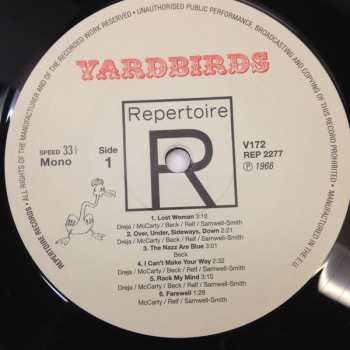 • UNAUTHORISED PUBLIC PERFORMANCE, BROADCASTING AND COPYING OF THIS RECORD PROHIBITED • MANUFACTURED IN THE E.U.
REPERTOIRE RECORDS • ALL RIGHTS OF THE MANUFACTURER AND OF THE OWNER OF THE RECORDED WORK RESERVED
YARDBIRDS
Repertoire
R
SPEED 33⅓
Mono
Side
1
V172
REP 2277
℗ 1966
1. Lost Woman 3:10
Dreja / McCarty / Beck / Relf / Samwell-Smith
2. Over, Under, Sideways, Down 2:21
Dreja / McCarty / Beck / Relf / Samwell-Smith
3. The Nazz Are Blue 3:01
Beck
4. I Can't Make Your Way 2:32
Dreja / McCarty / Beck / Relf / Samwell-Smith
5. Rack My Mind 3:15
Dreja / McCarty / Beck / Relf / Samwell-Smith
6. Farewell 1:28
McCarty / Relf / Samwell-Smith